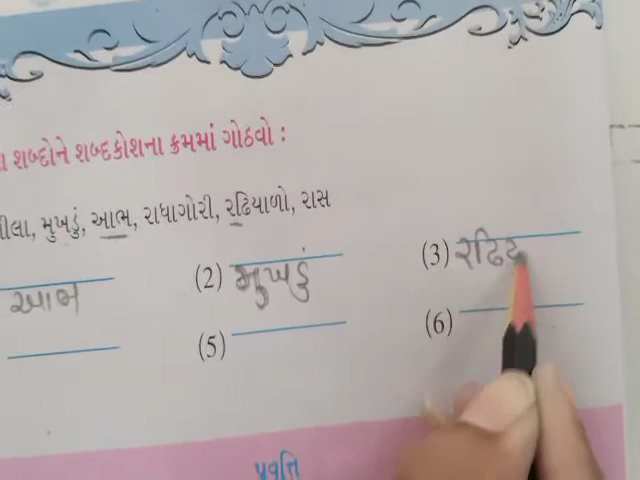 શબ્દોને શબ્દકોશના ક્રમમાં ગોઠવો :
મુખડું, આભ, રાધાગોરી, રઢિયાળો, રાસ
આભ (2) મુખડું (3) રઢિ
(5) (6)
પ્રવૃત્તિ